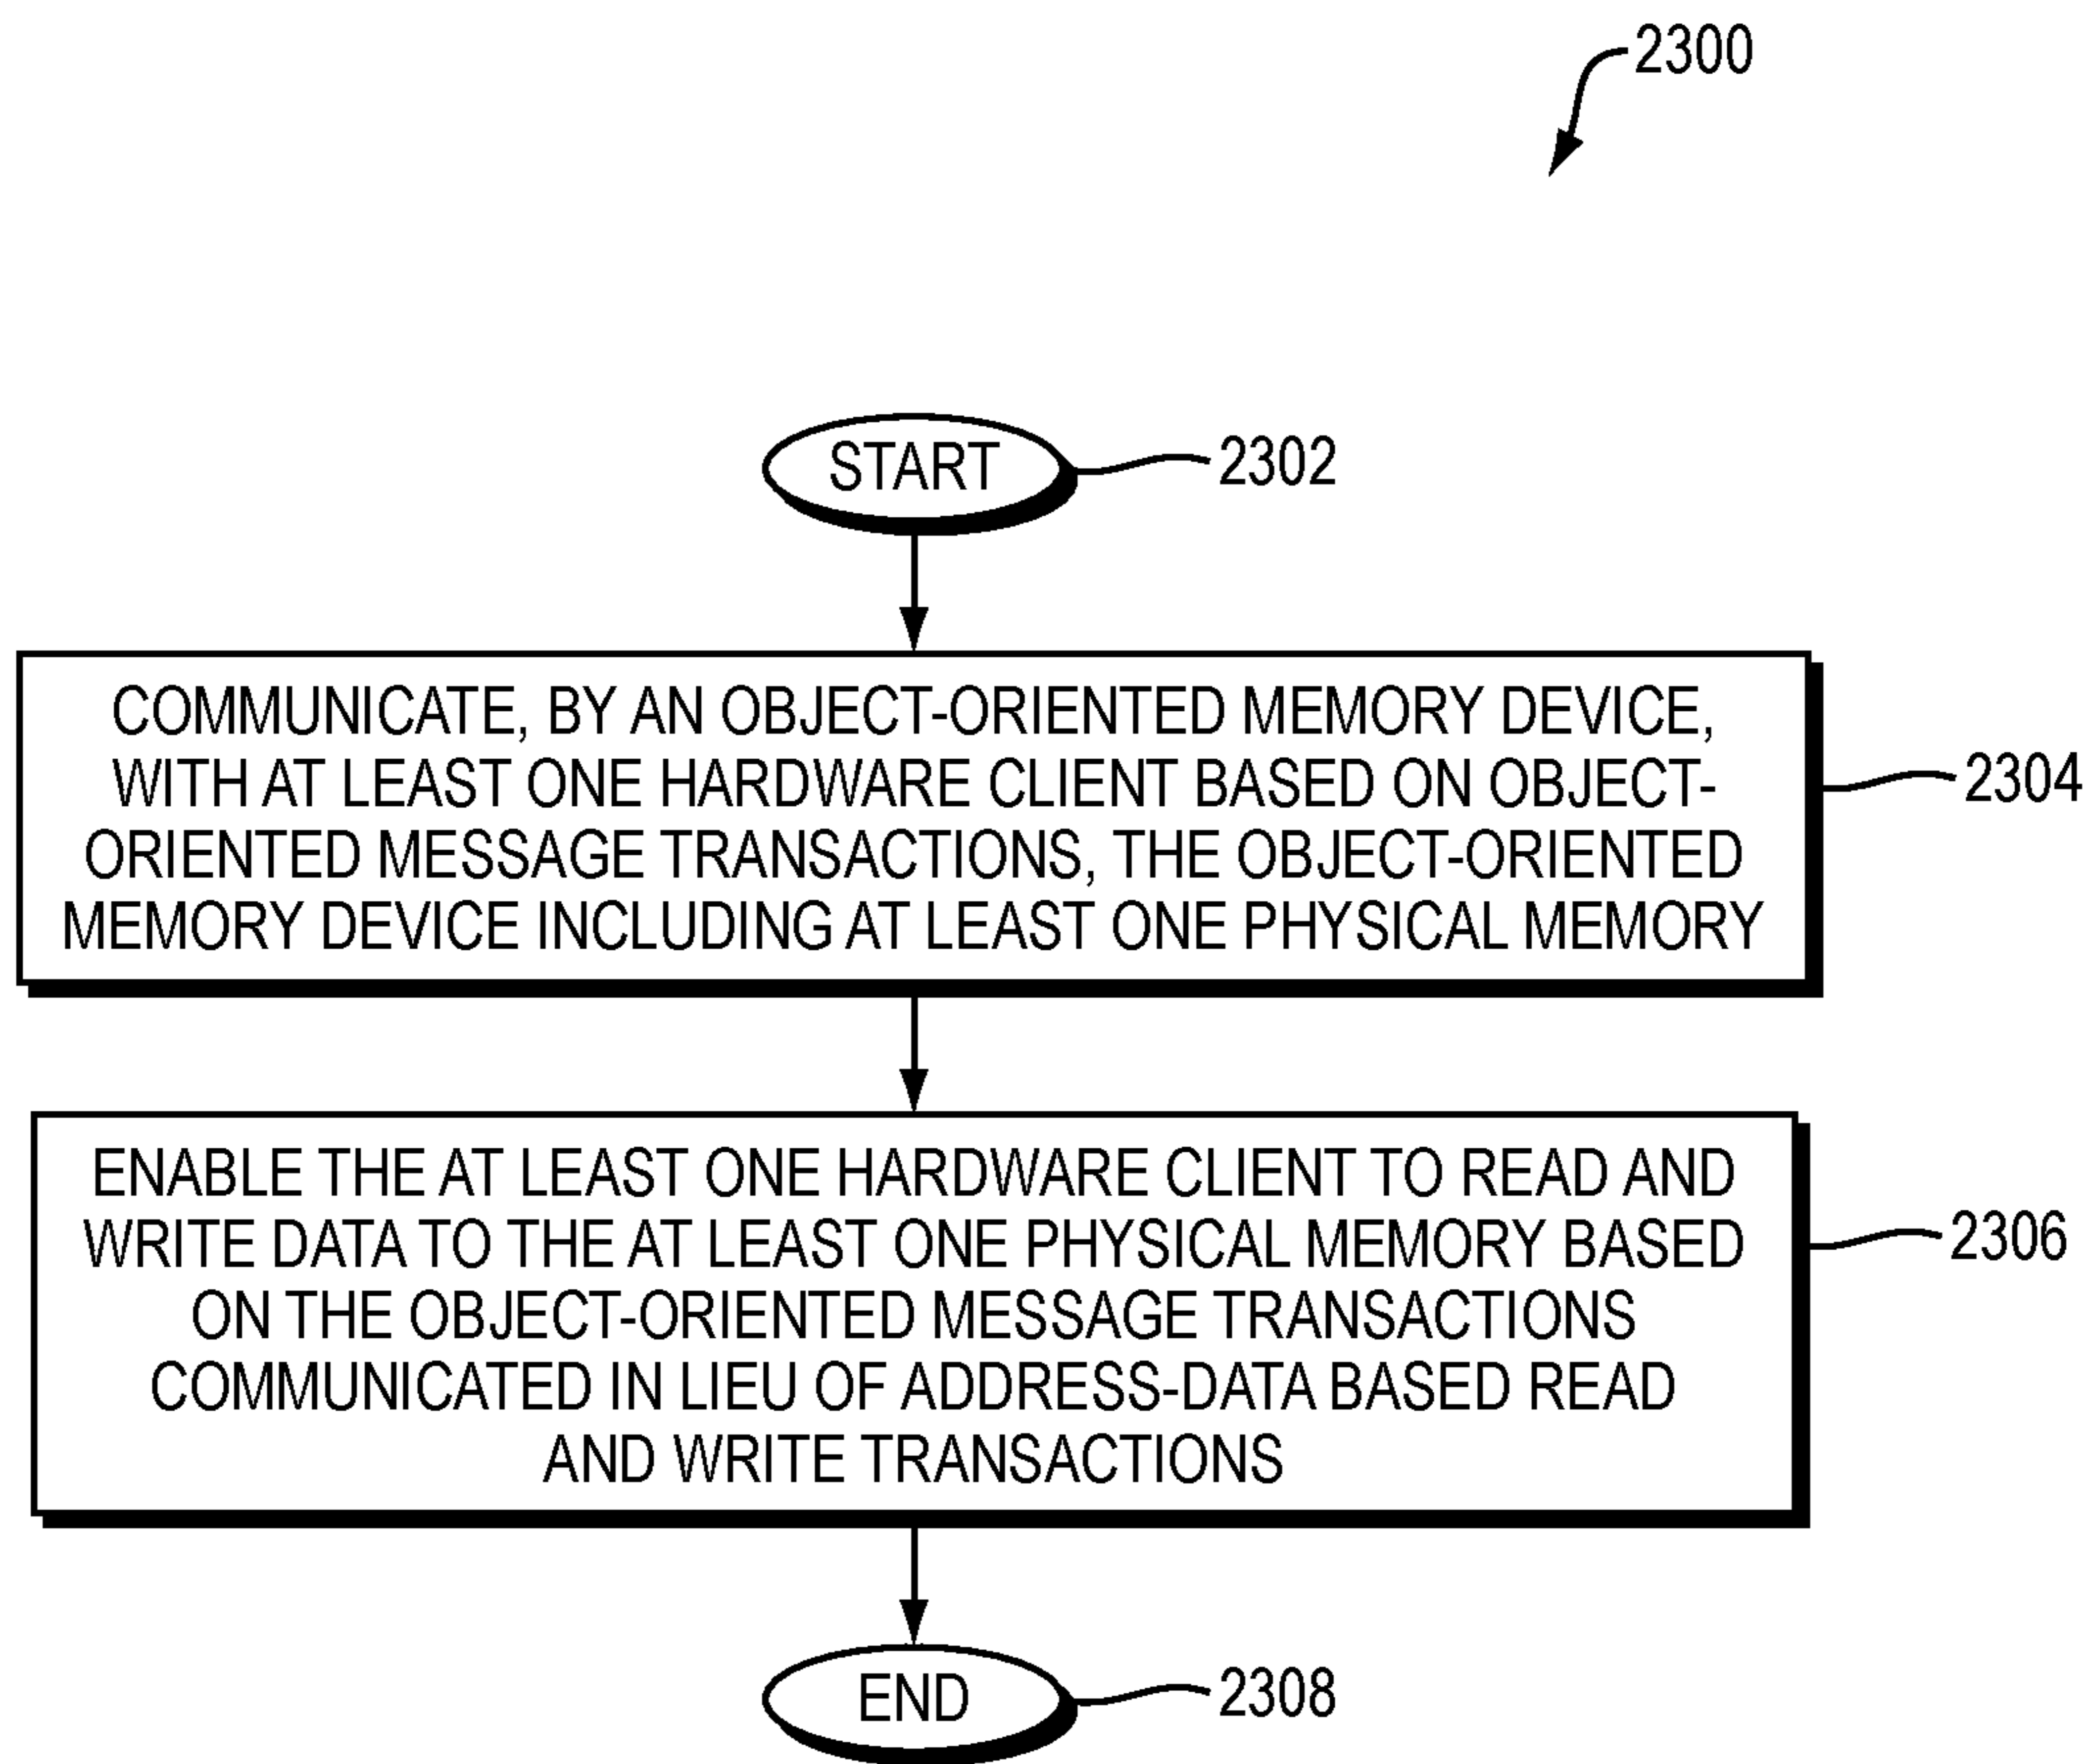 2300
START
2302
COMMUNICATE, BY AN OBJECT-ORIENTED MEMORY DEVICE,
WITH AT LEAST ONE HARDWARE CLIENT BASED ON OBJECT-
ORIENTED MESSAGE TRANSACTIONS, THE OBJECT-ORIENTED
MEMORY DEVICE INCLUDING AT LEAST ONE PHYSICAL MEMORY
2304
ENABLE THE AT LEAST ONE HARDWARE CLIENT TO READ AND
WRITE DATA TO THE AT LEAST ONE PHYSICAL MEMORY BASED
ON THE OBJECT-ORIENTED MESSAGE TRANSACTIONS
COMMUNICATED IN LIEU OF ADDRESS-DATA BASED READ
AND WRITE TRANSACTIONS
2306
END
2308